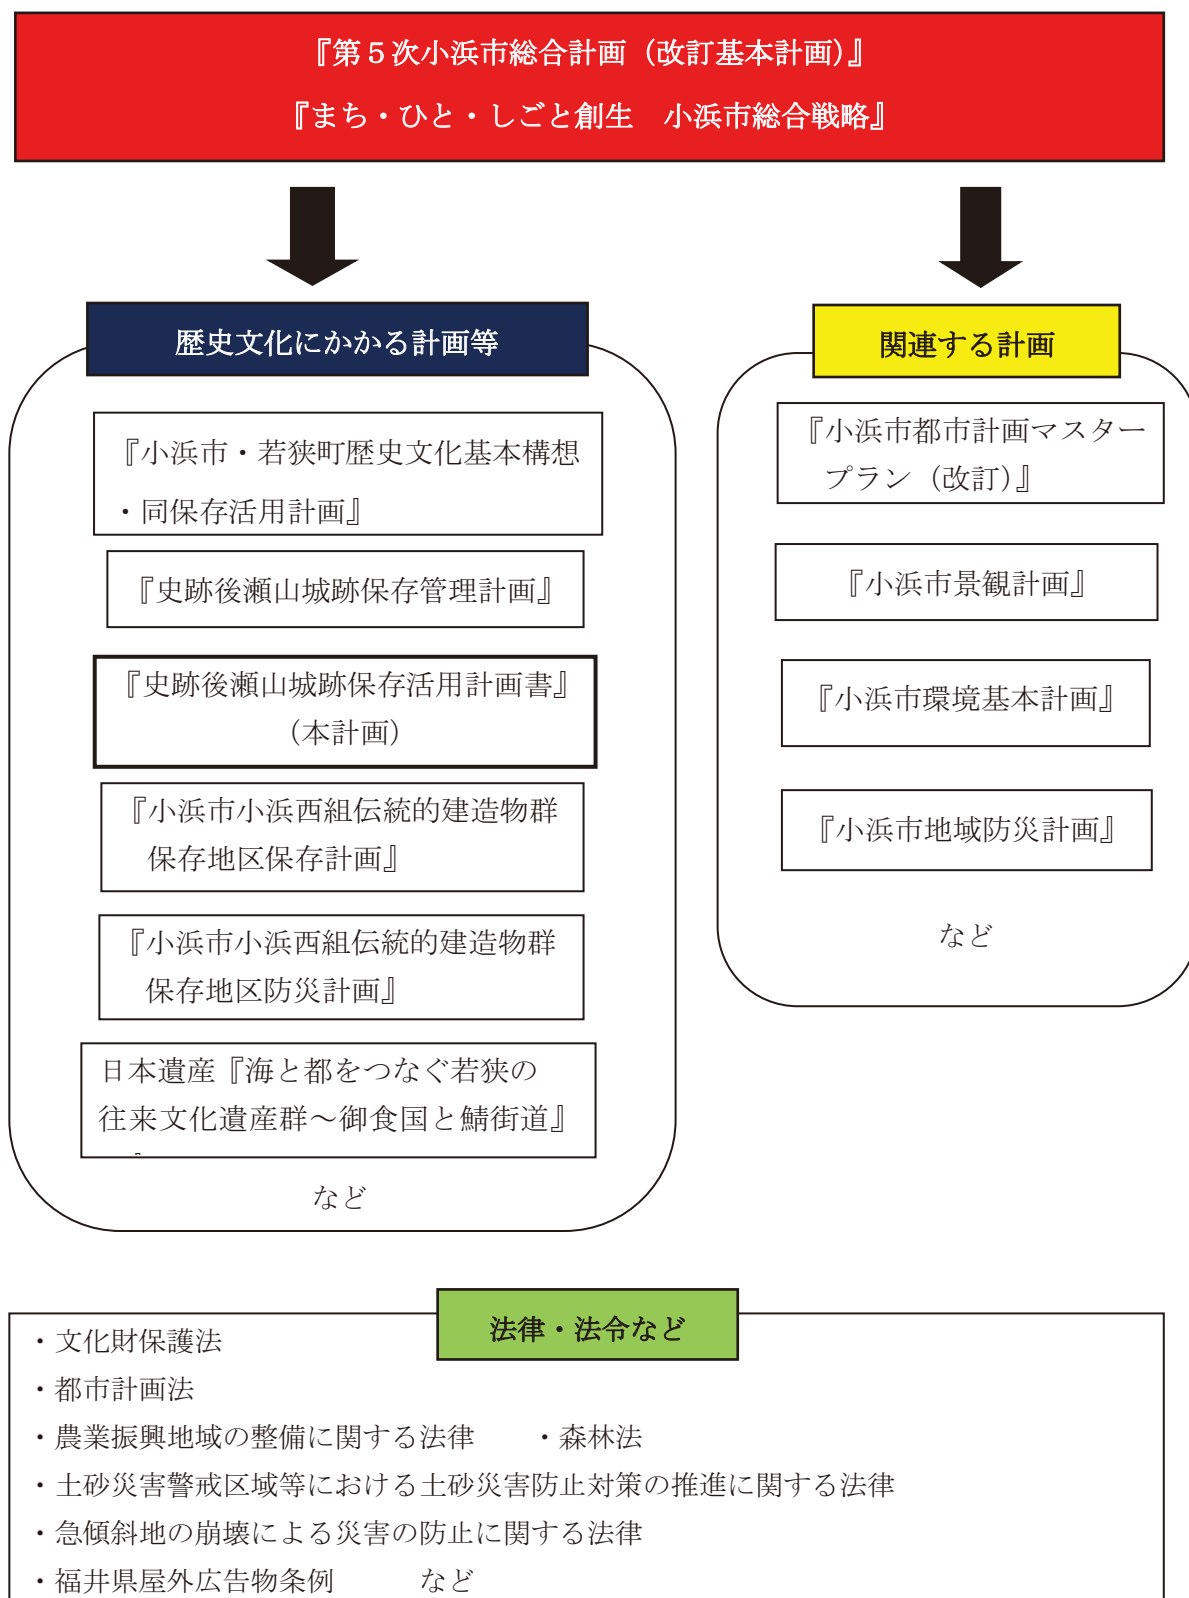 『第５次小浜市総合計画（改訂基本計画）』
『まち・ひと・しごと創生　小浜市総合戦略』
歴史文化にかかる計画等
『小浜市・若狭町歴史文化基本構想
・同保存活用計画』
『史跡後瀬山城跡保存管理計画』
『史跡後瀬山城跡保存活用計画書』
（本計画）
『小浜市小浜西組伝統的建造物群
保存地区保存計画』
『小浜市小浜西組伝統的建造物群
保存地区防災計画』
日本遺産『海と都をつなぐ若狭の
往来文化遺産群～御食国と鯖街道』
など
関連する計画
『小浜市都市計画マスター
プラン（改訂）』
『小浜市景観計画』
『小浜市環境基本計画』
『小浜市地域防災計画』
など
法律・法令など
・文化財保護法
・都市計画法
・農業振興地域の整備に関する法律　　・森林法
・土砂災害警戒区域等における土砂災害防止対策の推進に関する法律
・急傾斜地の崩壊による災害の防止に関する法律
・福井県屋外広告物条例　　　など